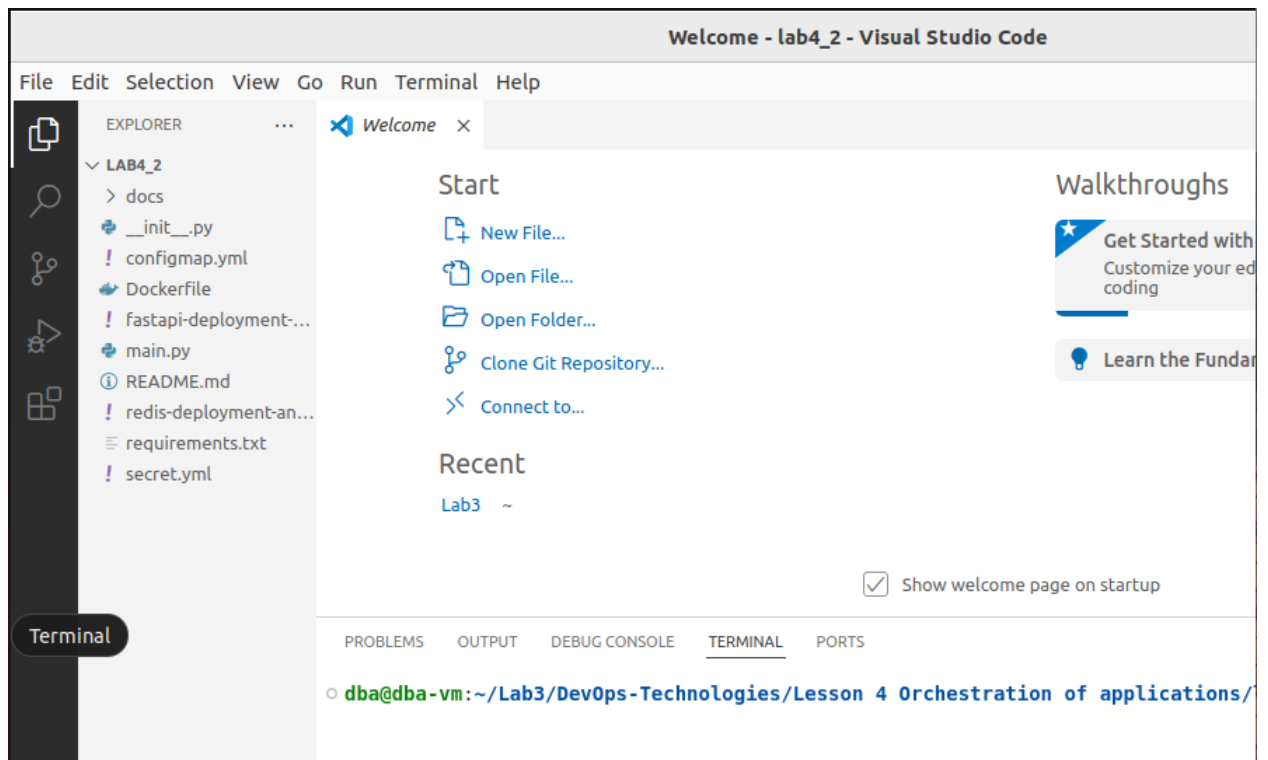 Welcome - lab4_2 - Visual Studio Code
File Edit Selection View Go Run Terminal Help
EXPLORER ···
Welcome
LAB4_2
docs
__init__.py
configmap.yml
Dockerfile
fastapi-deployment-...
main.py
README.md
redis-deployment-an...
requirements.txt
secret.yml
Start
New File...
Open File...
Open Folder...
Clone Git Repository...
Connect to...
Recent
Lab3 ~
Walkthroughs
Get Started with
Customize your ed
coding
Learn the Fundar
Show welcome page on startup
Terminal
PROBLEMS OUTPUT DEBUG CONSOLE TERMINAL PORTS
dba@dba-vm:~/Lab3/DevOps-Technologies/Lesson 4 Orchestration of applications/